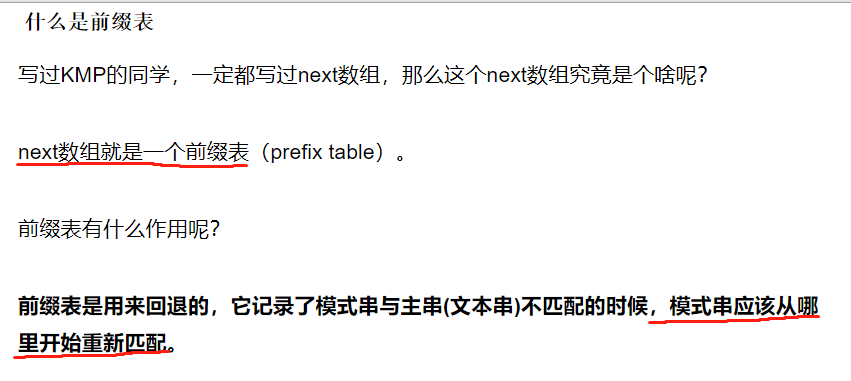 什么是前缀表
写过KMP的同学，一定都写过next数组，那么这个next数组究竟是个啥呢？
next数组就是一个前缀表（prefix table）。
前缀表有什么作用呢？
前缀表是用来回退的，它记录了模式串与主串(文本串)不匹配的时候，模式串应该从哪
里开始重新匹配。